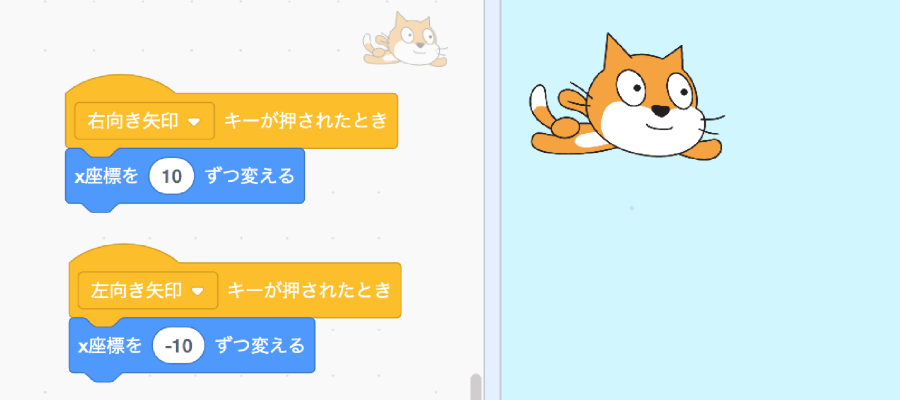 右向き矢印 キーが押されたとき
x座標を 10 ずつ変える
左向き矢印 キーが押されたとき
x座標を -10 ずつ変える